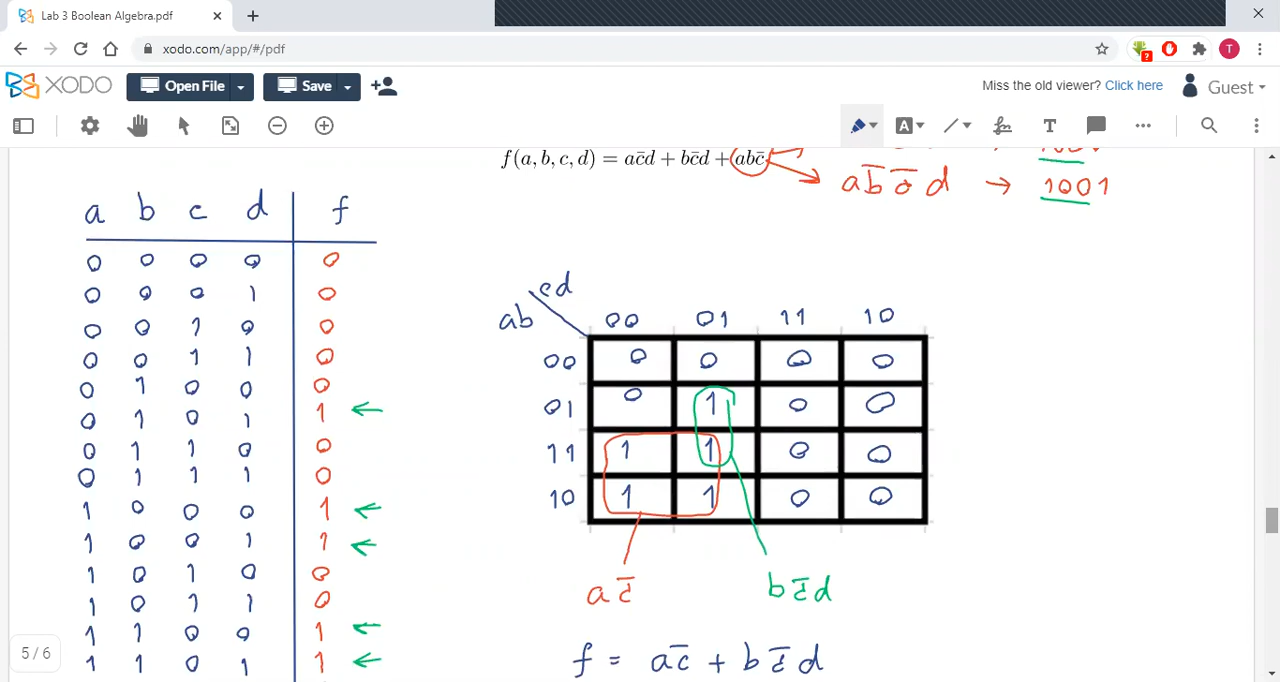 Lab 3 Boolean Algebra.pdf
xodo.com/app/#/pdf
T
XODO Open File Save Miss the old viewer? Click here Guest
A T
f(a, b, c, d) = ac̄d + bc̄d + abc̄
ab̄c̄d → 1001
a b c d f
0 0 0 0 0
0 0 0 1 0
0 0 1 0 0
0 0 1 1 0
0 1 0 0 0
0 1 0 1 1 ←
0 1 1 0 0
0 1 1 1 0
1 0 0 0 1 ←
1 0 0 1 1 ←
1 0 1 0 0
1 0 1 1 0
1 1 0 0 1 ←
1 1 0 1 1 ←
cd
ab 00 01 11 10
00 0 0 0 0
01 0 1 0 0
11 1 1 0 0
10 1 1 0 0
ac̄ bc̄d
f = ac̄ + bc̄d
5 / 6